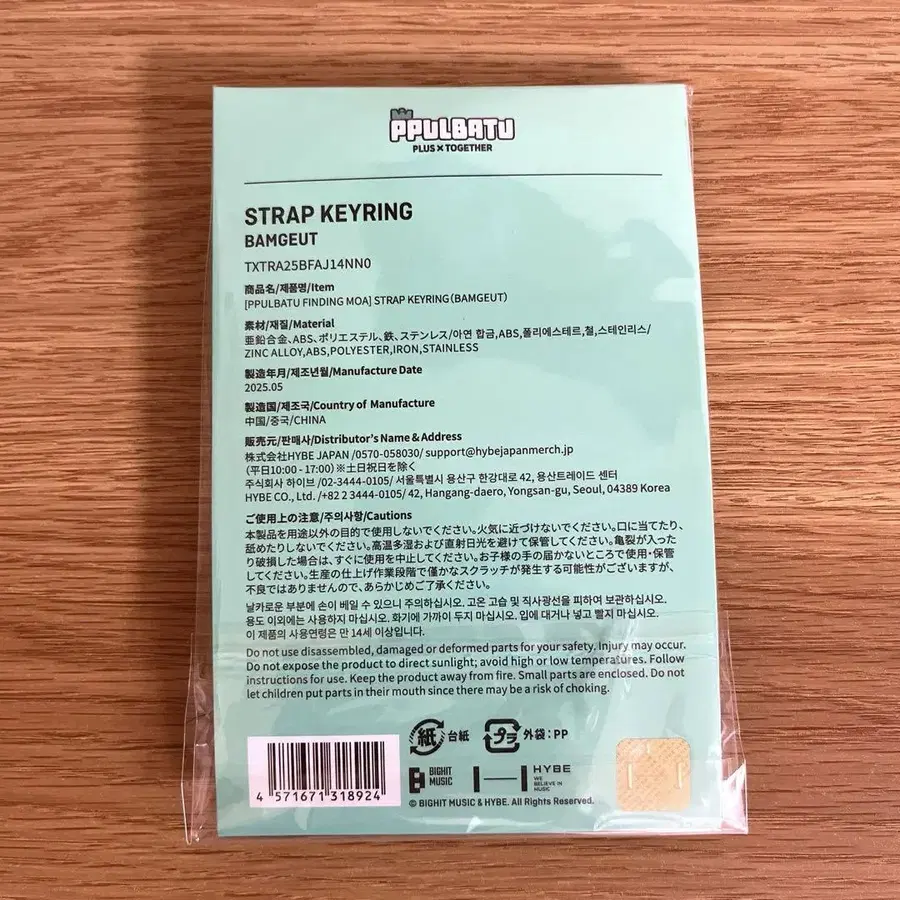 PPULBATU
PLUS×TOGETHER
STRAP KEYRING
BAMGEUT
TXTRA25BFAJ14NN0
商品名/제품명/Item
[PPULBATU FINDING MOA] STRAP KEYRING(BAMGEUT)
素材/재질/Material
亜鉛合金、ABS、ポリエステル、鉄、ステンレス/아연 합금,ABS,폴리에스테르,철,스테인리스/
ZINC ALLOY,ABS,POLYESTER,IRON,STAINLESS
製造年月/제조년월/Manufacture Date
2025.05
製造国/제조국/Country of Manufacture
中国/중국/CHINA
販売元/판매사/Distributor's Name & Address
株式会社HYBE JAPAN /0570-058030/ support@hybejapanmerch.jp
(平日10:00 - 17:00)※土日祝日を除く
주식회사 하이브 /02-3444-0105/ 서울특별시 용산구 한강대로 42, 용산트레이드 센터
HYBE CO., Ltd. /+82 2 3444-0105/ 42, Hangang-daero, Yongsan-gu, Seoul, 04389 Korea
ご使用上の注意/주의사항/Cautions
本製品を用途以外の目的で使用しないでください。火気に近づけないでください。口に当てたり、
舐めたりしないでください。高温多湿および直射日光を避けて保管してください。亀裂が入った
り破損した場合は、すぐに使用を中止してください。お子様の手の届かないところで使用・保管
してください。生産の仕上げ作業段階で僅かなスクラッチが発生する可能性がございますが、
不良ではありませんので、あらかじめご了承ください。
날카로운 부분에 손이 베일 수 있으니 주의하십시오. 고온 고습 및 직사광선을 피하여 보관하십시오.
용도 이외에는 사용하지 마십시오. 화기에 가까이 두지 마십시오. 입에 대거나 넣고 빨지 마십시오.
이 제품의 사용연령은 만 14세 이상입니다.
Do not use disassembled, damaged or deformed parts for your safety. Injury may occur.
Do not expose the product to direct sunlight; avoid high or low temperatures. Follow
instructions for use. Keep the product away from fire. Small parts are enclosed. Do not
let children put parts in their mouth since there may be a risk of choking.
紙 台紙 プラ 外袋：PP
BIGHIT MUSIC HYBE
WE BELIEVE IN MUSIC
4 571671 318924
© BIGHIT MUSIC & HYBE. All Rights Reserved.